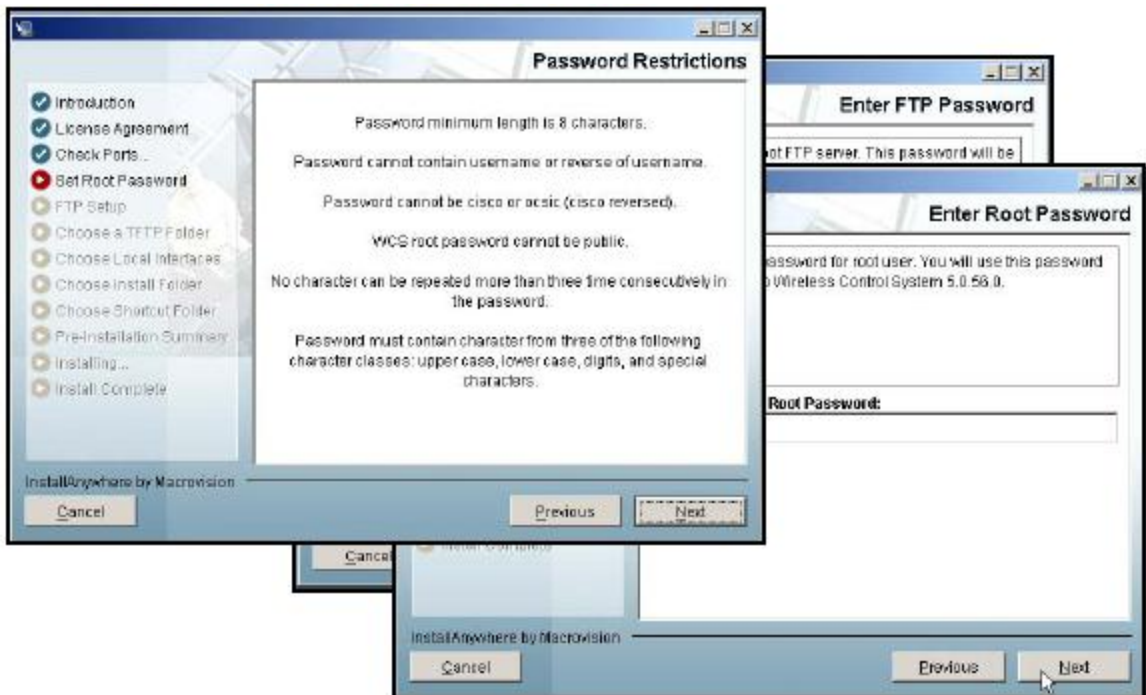 Password Restrictions
Introduction
License Agreement
Check Ports...
Set Root Password
FTP Setup
Choose a TFTP Folder
Choose Local Interfaces
Choose Install Folder
Choose Shortcut Folder
Pre-Installation Summary
Installing...
Install Complete
Password minimum length is 8 characters.
Password cannot contain username or reverse of username.
Password cannot be cisco or ocsic (cisco reversed).
WCS root password cannot be public.
No character can be repeated more than three time consecutively in
the password.
Password must contain character from three of the following
character classes: upper case, lower case, digits, and special
characters.
InstallAnywhere by Macrovision
Cancel
Previous
Next
Enter FTP Password
FTP server. This password will be
Cancel
Enter Root Password
password for root user. You will use this password
Wireless Control System 5.0.56.0.
Root Password:
Install Complete
InstallAnywhere by Macrovision
Cancel
Previous
Next